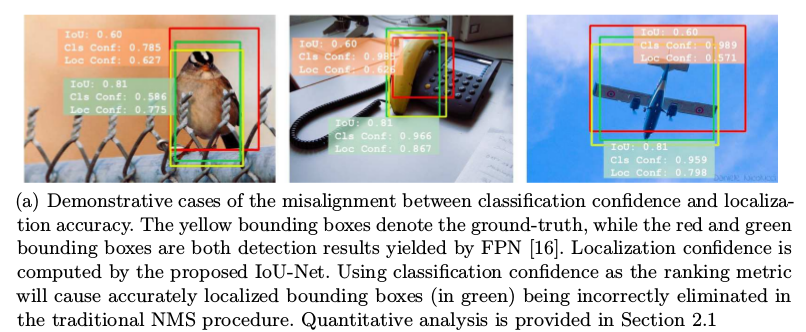 IoU: 0.60
Cls Conf: 0.785
Loc Conf: 0.627
IoU: 0.81
Cls Conf: 0.586
Loc Conf: 0.775
IoU: 0.60
Cls Conf:
Loc Conf:
IoU: 0.81
Cls Conf: 0.966
Loc Conf: 0.867
IoU: 0.60
Cls Conf: 0.989
Loc Conf: 0.571
IoU: 0.81
Cls Conf: 0.959
Loc Conf: 0.798
(a) Demonstrative cases of the misalignment between classification confidence and localiza-
tion accuracy. The yellow bounding boxes denote the ground-truth, while the red and green
bounding boxes are both detection results yielded by FPN [16]. Localization confidence is
computed by the proposed IoU-Net. Using classification confidence as the ranking metric
will cause accurately localized bounding boxes (in green) being incorrectly eliminated in
the traditional NMS procedure. Quantitative analysis is provided in Section 2.1